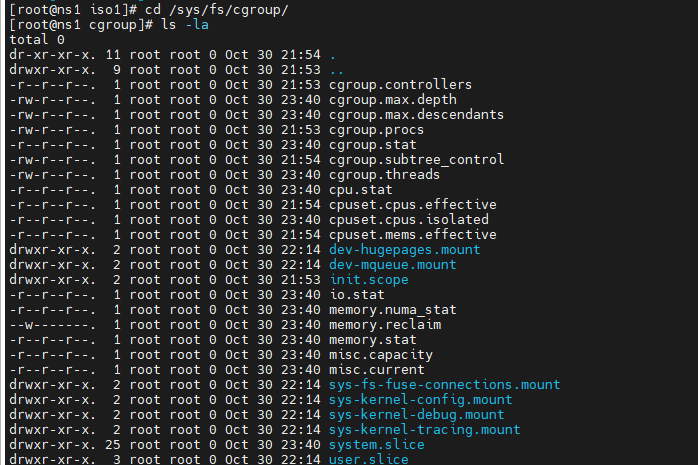 [root@ns1 iso1]# cd /sys/fs/cgroup/
[root@ns1 cgroup]# ls -la
total 0
dr-xr-xr-x. 11 root root 0 Oct 30 21:54 .
drwxr-xr-x.  9 root root 0 Oct 30 21:53 ..
-r--r--r--.  1 root root 0 Oct 30 21:53 cgroup.controllers
-rw-r--r--.  1 root root 0 Oct 30 23:40 cgroup.max.depth
-rw-r--r--.  1 root root 0 Oct 30 23:40 cgroup.max.descendants
-rw-r--r--.  1 root root 0 Oct 30 21:53 cgroup.procs
-r--r--r--.  1 root root 0 Oct 30 23:40 cgroup.stat
-rw-r--r--.  1 root root 0 Oct 30 21:54 cgroup.subtree_control
-rw-r--r--.  1 root root 0 Oct 30 23:40 cgroup.threads
-r--r--r--.  1 root root 0 Oct 30 23:40 cpu.stat
-r--r--r--.  1 root root 0 Oct 30 21:54 cpuset.cpus.effective
-r--r--r--.  1 root root 0 Oct 30 23:40 cpuset.cpus.isolated
-r--r--r--.  1 root root 0 Oct 30 21:54 cpuset.mems.effective
drwxr-xr-x.  2 root root 0 Oct 30 22:14 dev-hugepages.mount
drwxr-xr-x.  2 root root 0 Oct 30 22:14 dev-mqueue.mount
drwxr-xr-x.  2 root root 0 Oct 30 21:53 init.scope
-r--r--r--.  1 root root 0 Oct 30 23:40 io.stat
-r--r--r--.  1 root root 0 Oct 30 23:40 memory.numa_stat
--w-------.  1 root root 0 Oct 30 23:40 memory.reclaim
-r--r--r--.  1 root root 0 Oct 30 23:40 memory.stat
-r--r--r--.  1 root root 0 Oct 30 23:40 misc.capacity
-r--r--r--.  1 root root 0 Oct 30 23:40 misc.current
drwxr-xr-x.  2 root root 0 Oct 30 22:14 sys-fs-fuse-connections.mount
drwxr-xr-x.  2 root root 0 Oct 30 22:14 sys-kernel-config.mount
drwxr-xr-x.  2 root root 0 Oct 30 22:14 sys-kernel-debug.mount
drwxr-xr-x.  2 root root 0 Oct 30 22:14 sys-kernel-tracing.mount
drwxr-xr-x. 25 root root 0 Oct 30 23:40 system.slice
drwxr-xr-x.  3 root root 0 Oct 30 22:14 user.slice